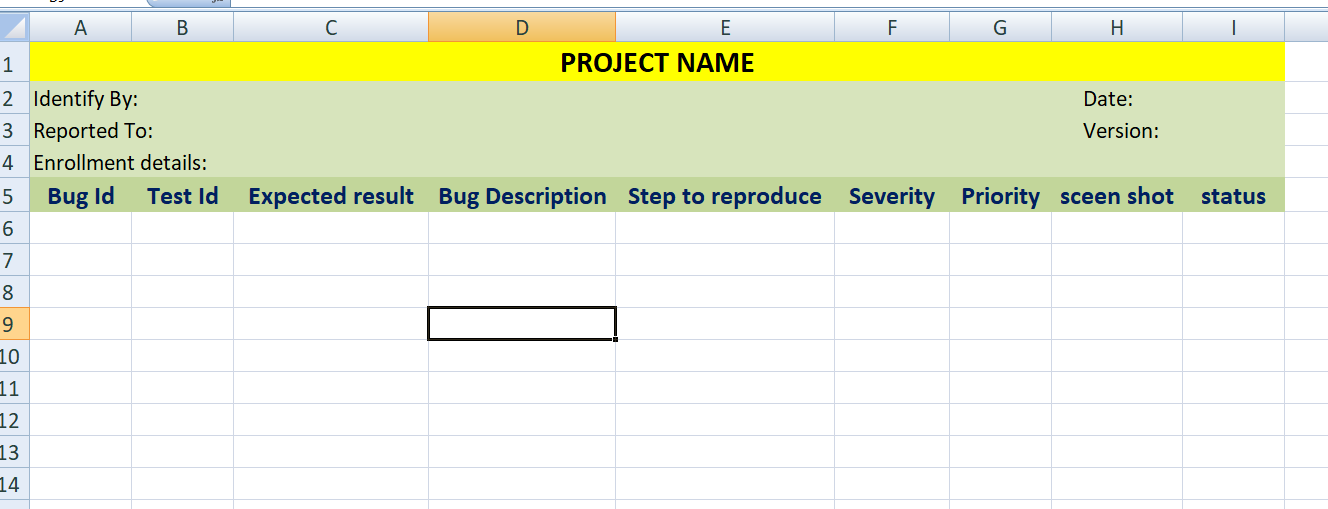 A B C D E F G H I
1 PROJECT NAME
2 Identify By: Date:
3 Reported To: Version:
4 Enrollment details:
5 Bug Id Test Id Expected result Bug Description Step to reproduce Severity Priority sceen shot status
6
7
8
9
10
11
12
13
14